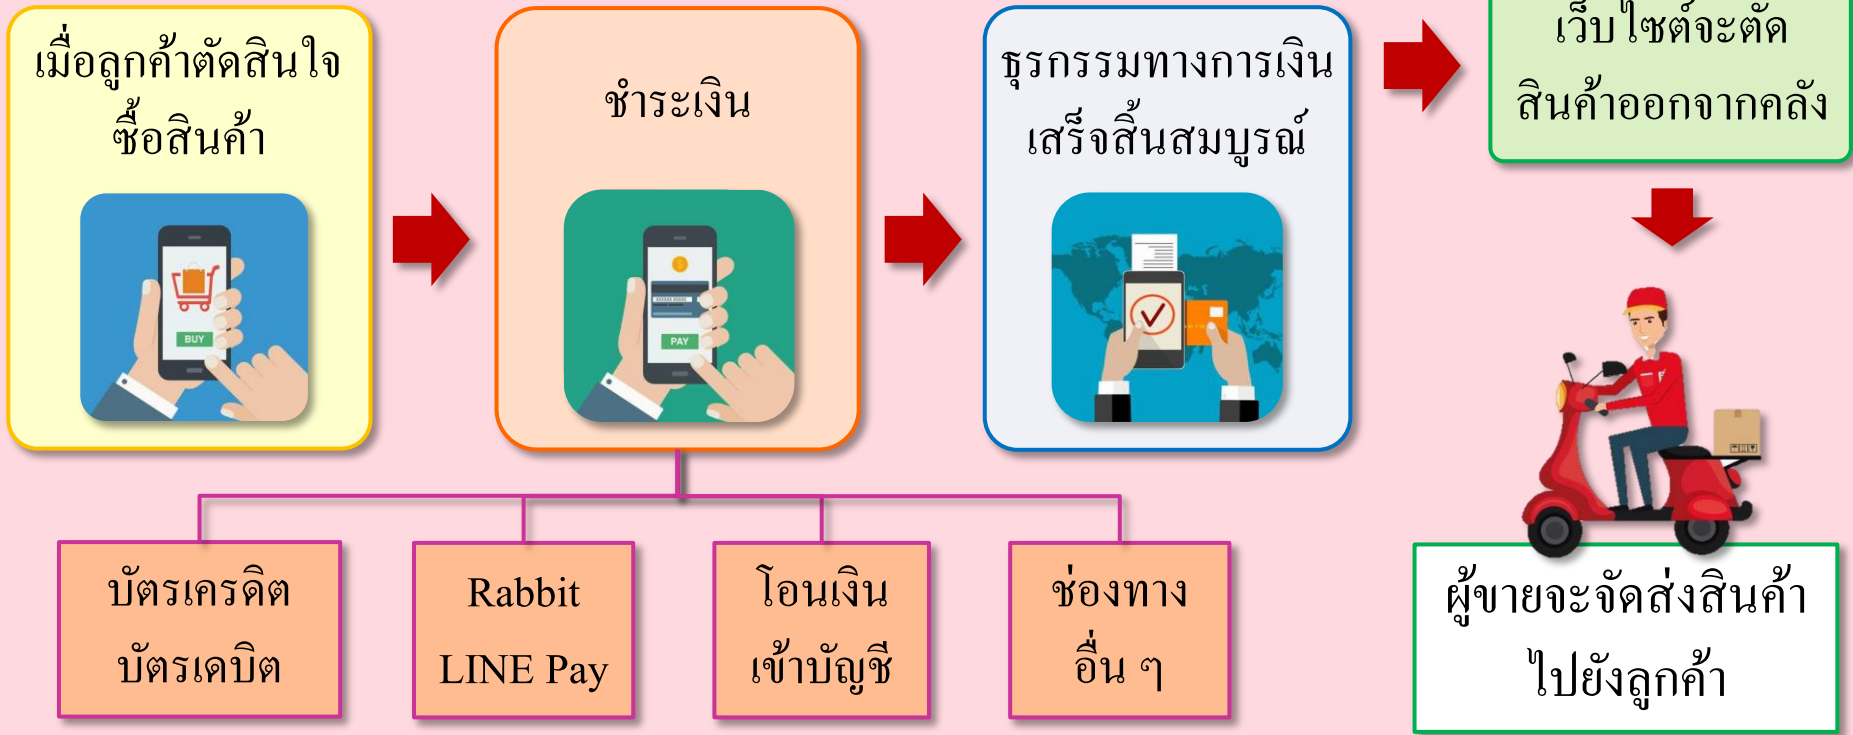 เมื่อลูกค้าตัดสินใจ
ซื้อสินค้า
BUY
ชำระเงิน
PAY
ธุรกรรมทางการเงิน
เสร็จสิ้นสมบูรณ์
เว็บไซต์จะตัด
สินค้าออกจากคลัง
บัตรเครดิต
บัตรเดบิต
Rabbit
LINE Pay
โอนเงิน
เข้าบัญชี
ช่องทาง
อื่น ๆ
ผู้ขายจะจัดส่งสินค้า
ไปยังลูกค้า